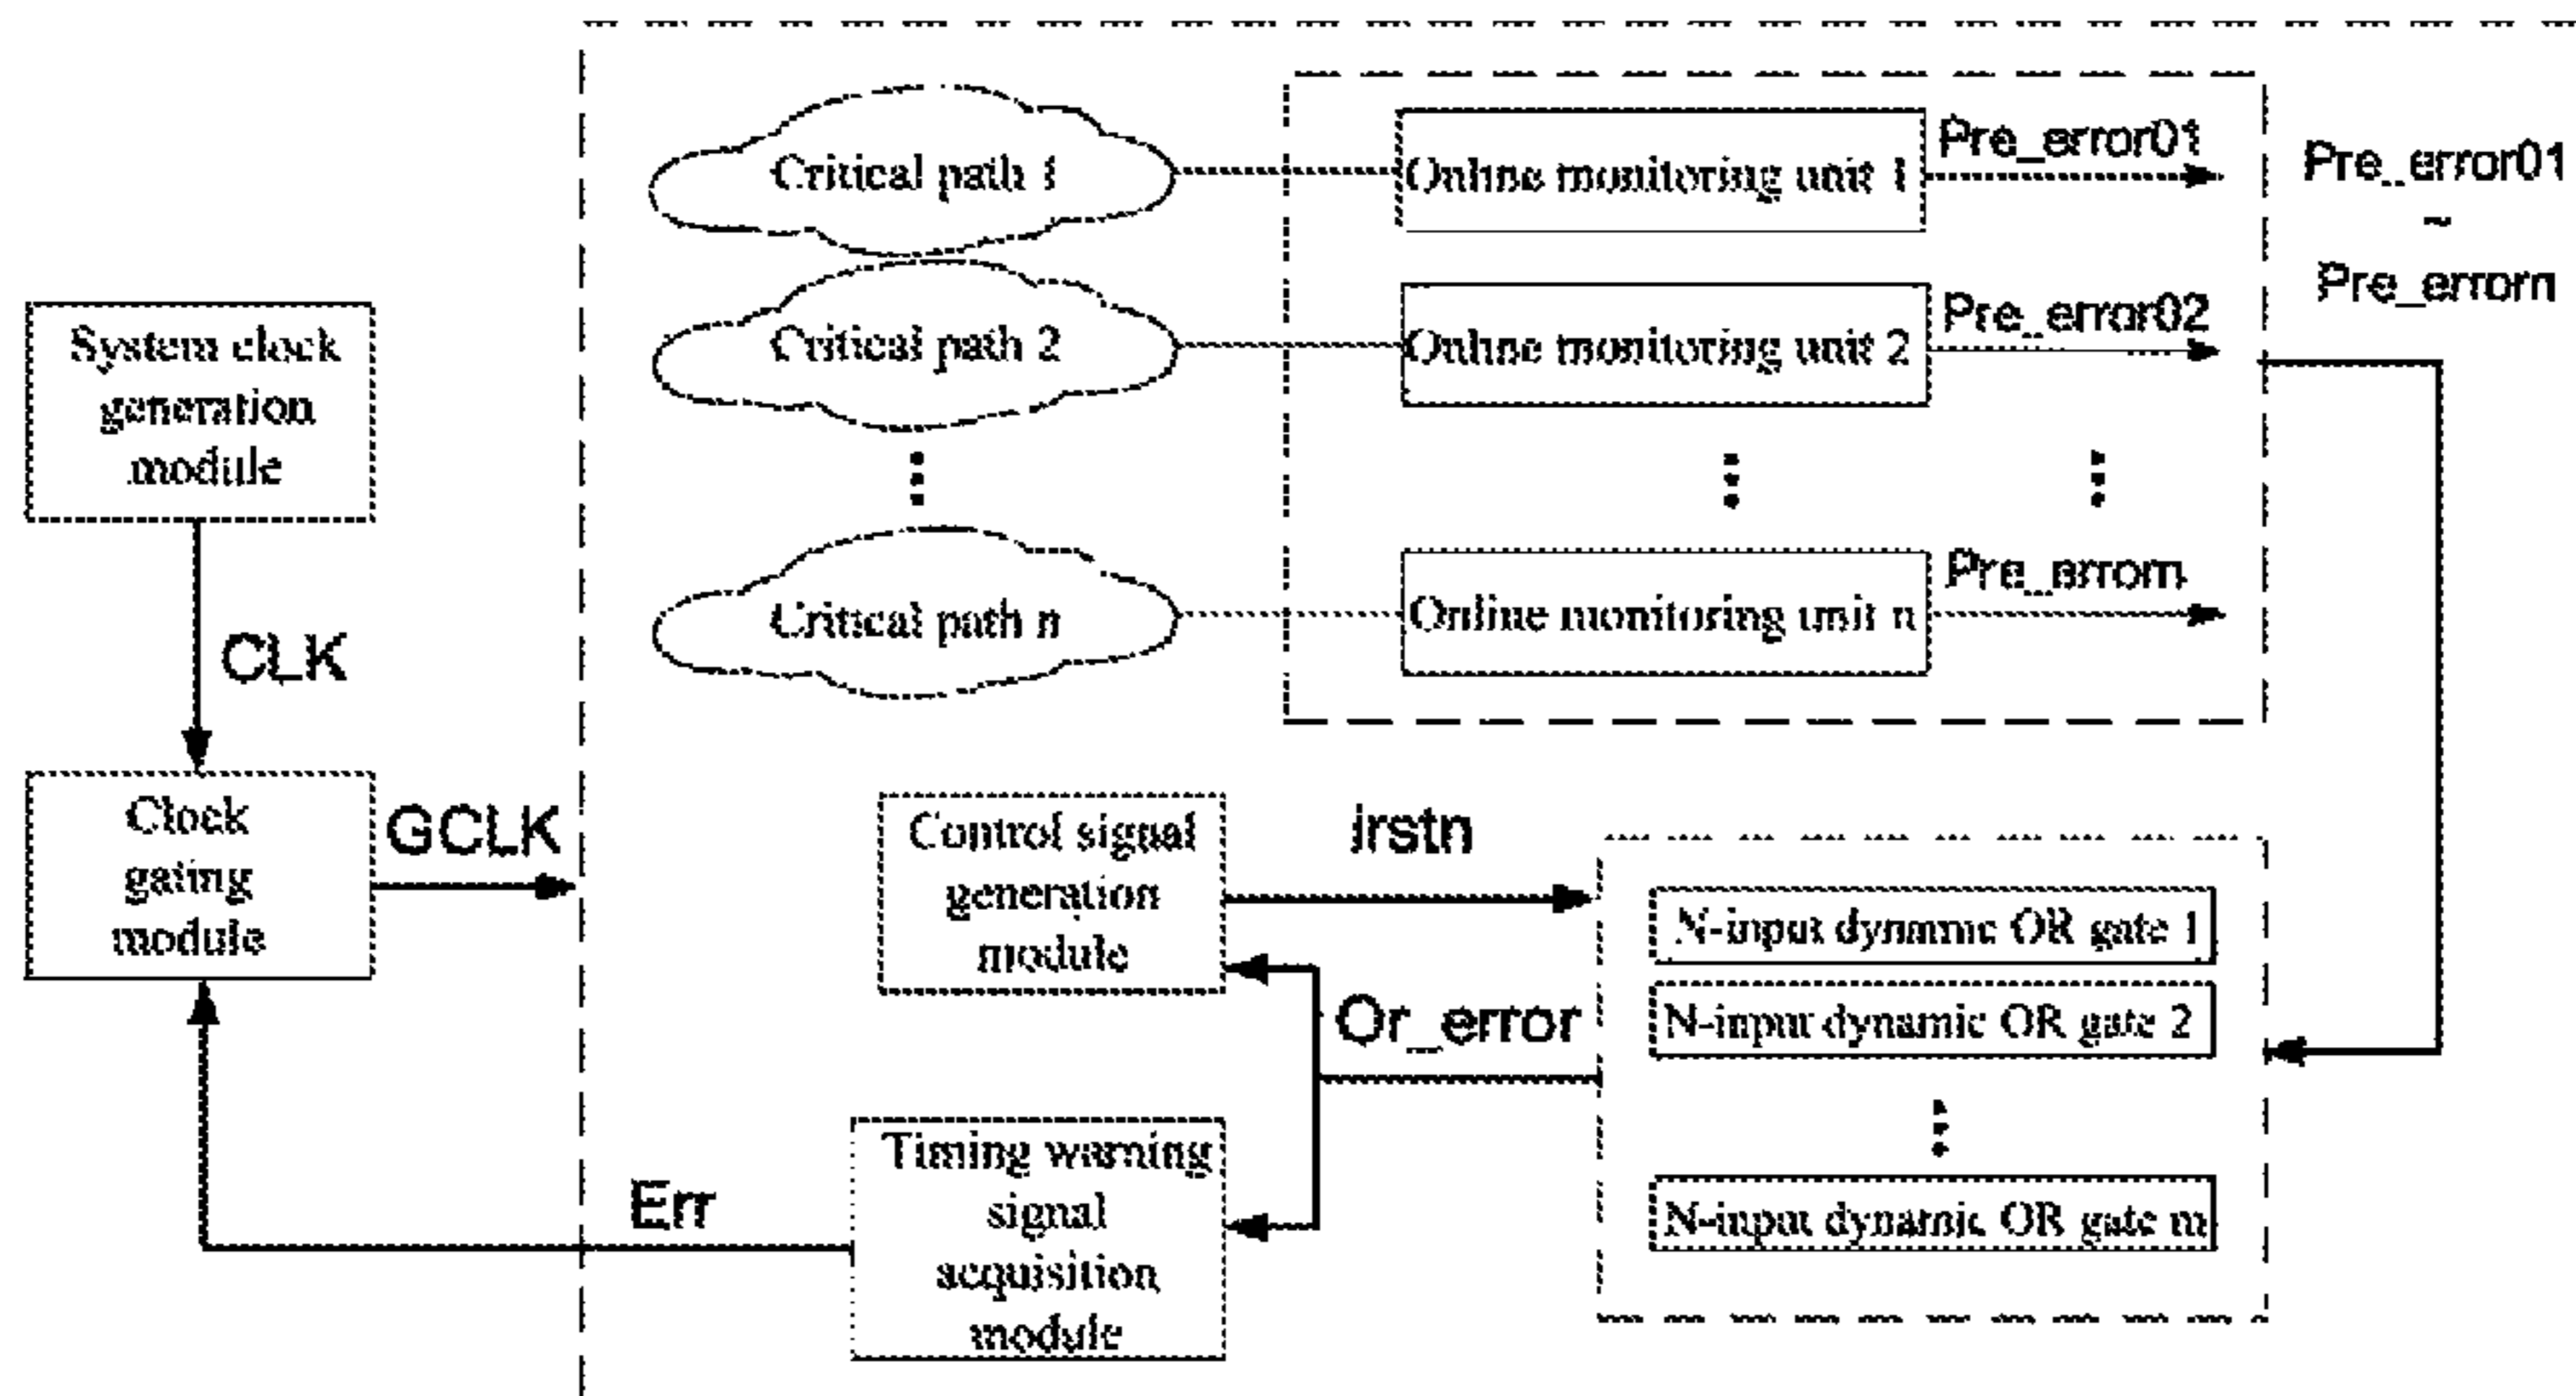 Critical path 1
Online monitoring unit 1
Pre_error01
Pre_error01
~
Pre_errorn
Critical path 2
Online monitoring unit 2
Pre_error02
System clock
generation
module
Critical path n
Online monitoring unit n
Pre_errorn
CLK
Clock
gating
module
GCLK
Control signal
generation
module
irstn
N-input dynamic OR gate 1
N-input dynamic OR gate 2
N-input dynamic OR gate m
Or_error
Timing warning
signal
acquisition
module
Err